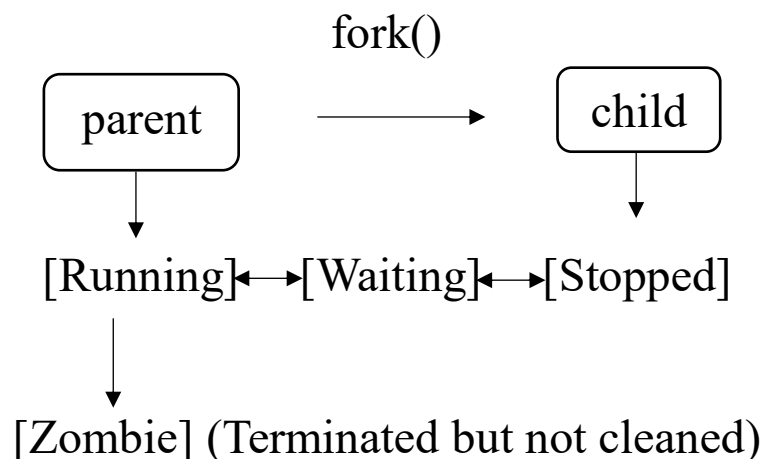 fork()
parent child
[Running] [Waiting] [Stopped]
[Zombie] (Terminated but not cleaned)